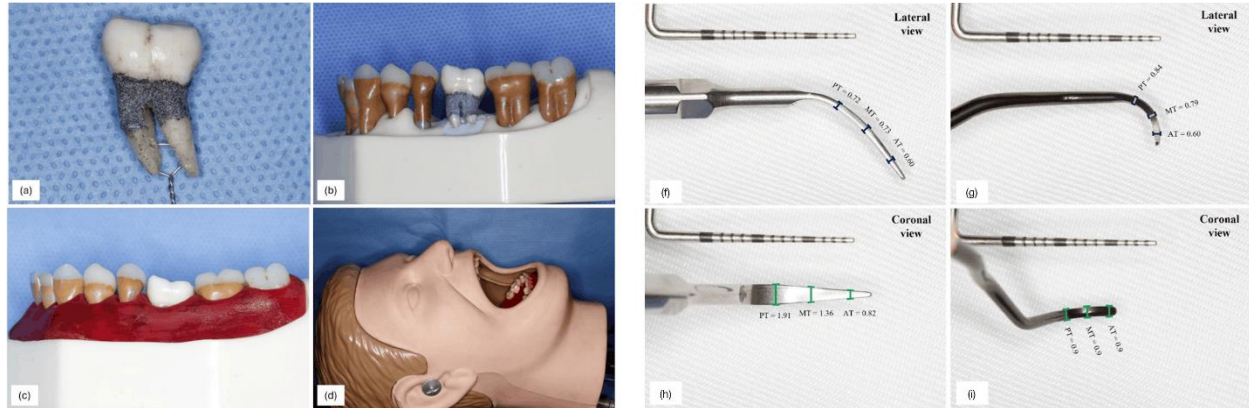 (a)
(b)
(c)
(d)
Lateral
view
PT = 0.72
MT = 0.73
AT = 0.60
(f)
Lateral
view
PT = 0.84
MT = 0.79
AT = 0.60
(g)
Coronal
view
PT = 1.91
MT = 1.36
AT = 0.82
(h)
Coronal
view
PT = 0.9
MT = 0.9
AT = 0.9
(i)